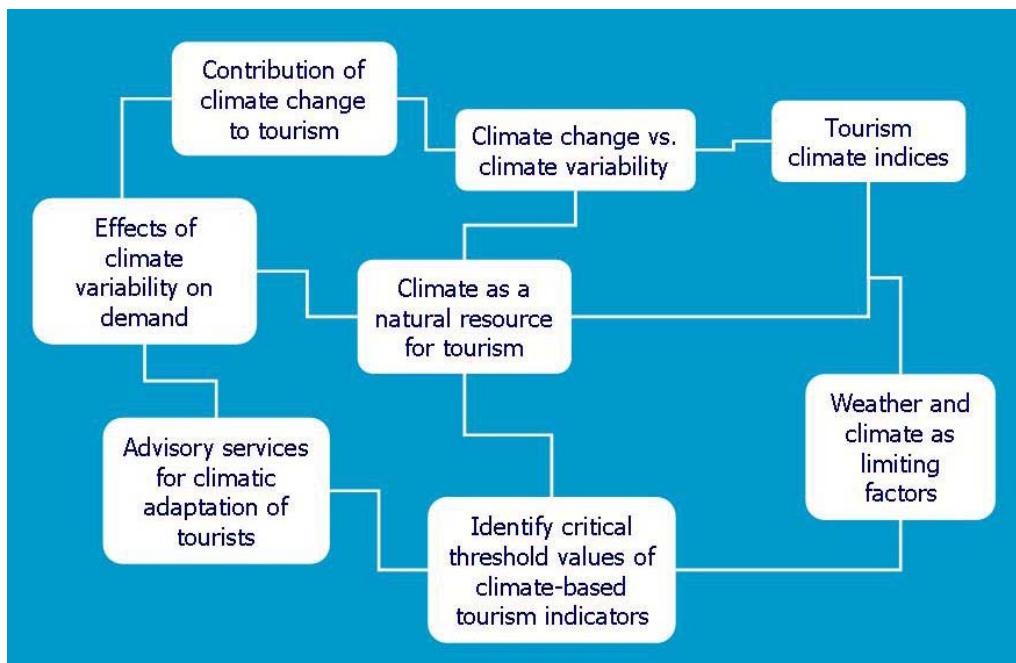 Contribution of
climate change
to tourism
Climate change vs.
climate variability
Tourism
climate indices
Effects of
climate
variability on
demand
Climate as a
natural resource
for tourism
Weather and
climate as
limiting
factors
Advisory services
for climatic
adaptation of
tourists
Identify critical
threshold values of
climate-based
tourism indicators